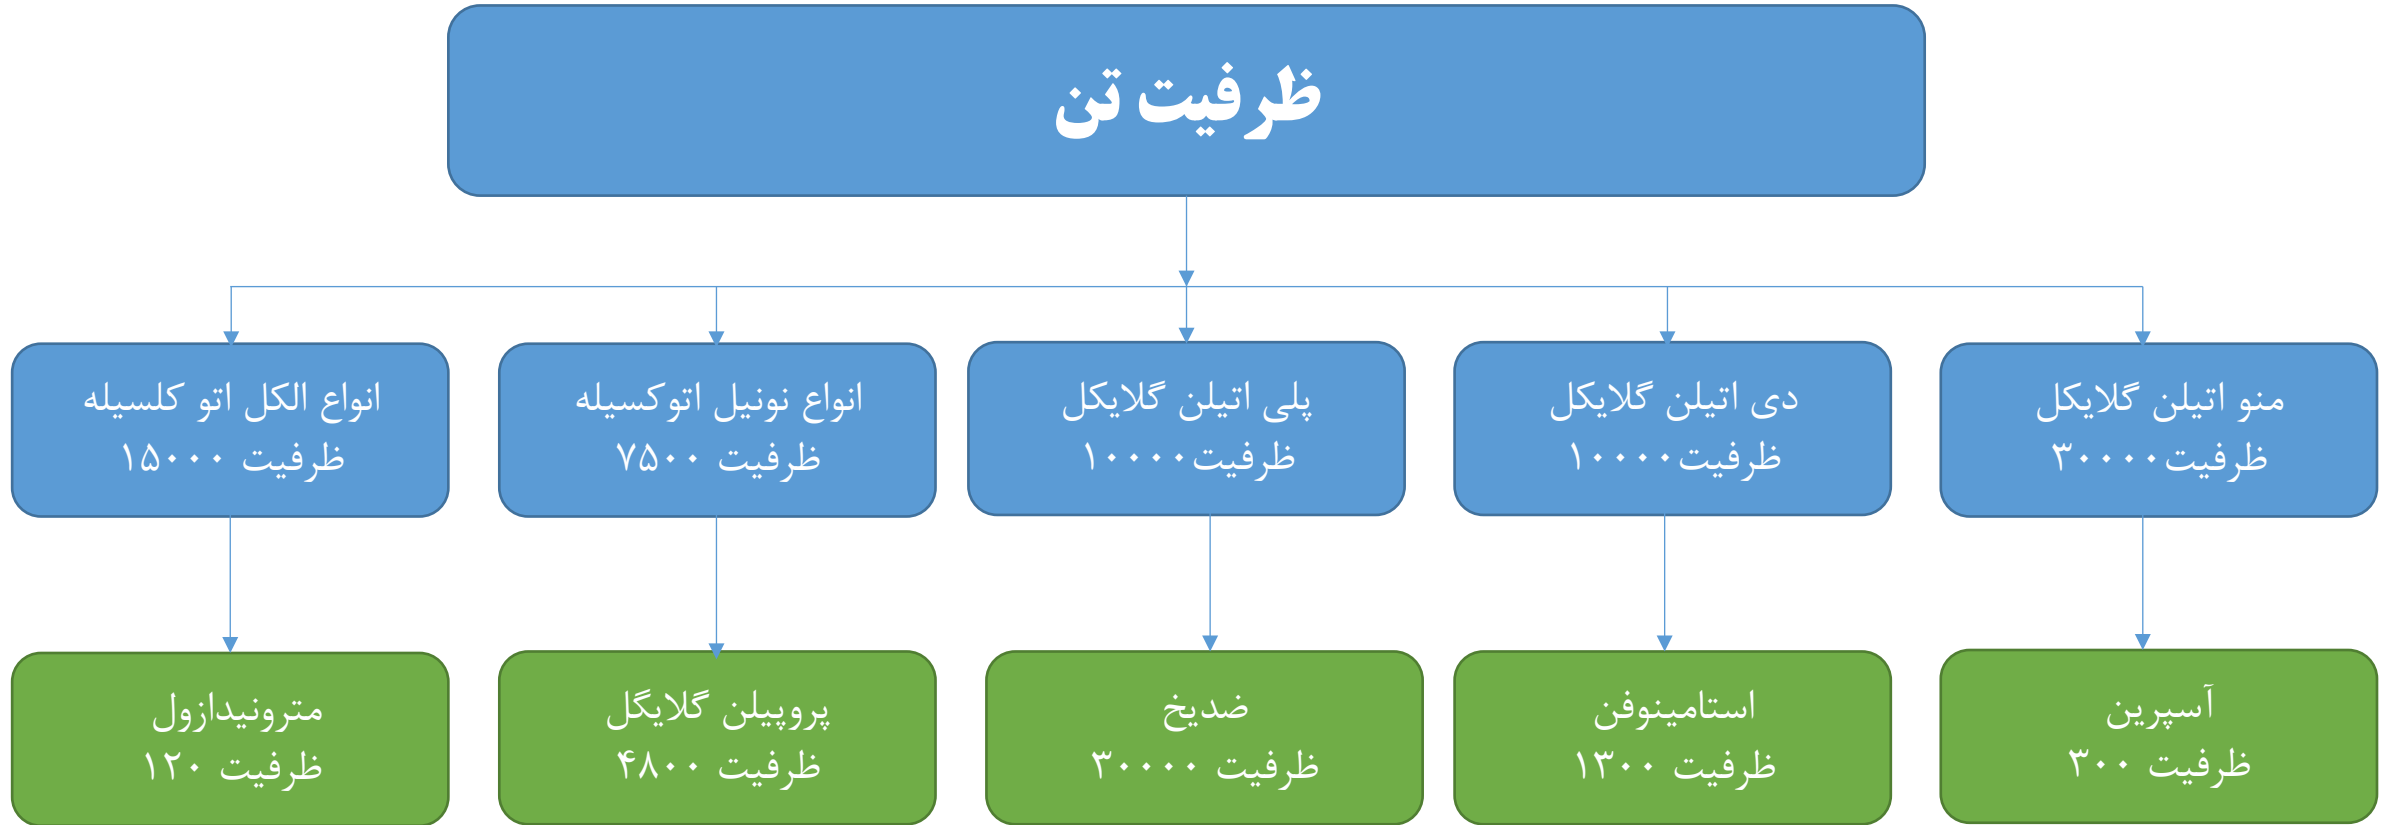 ظرفیت تن
منو اتیلن گلایکل
ظرفیت۳۰۰۰۰
دی اتیلن گلایکل
ظرفیت۱۰۰۰۰
پلی اتیلن گلایکل
ظرفیت۱۰۰۰۰
انواع نونیل اتوکسیله
ظرفیت ۷۵۰۰
انواع الکل اتو کلسیله
ظرفیت ۱۵۰۰۰
آسپرین
ظرفیت ۳۰۰
استامینوفن
ظرفیت ۱۳۰۰
ضدیخ
ظرفیت ۳۰۰۰۰
پروپیلن گلایگل
ظرفیت ۴۸۰۰
مترونیدازول
ظرفیت ۱۲۰